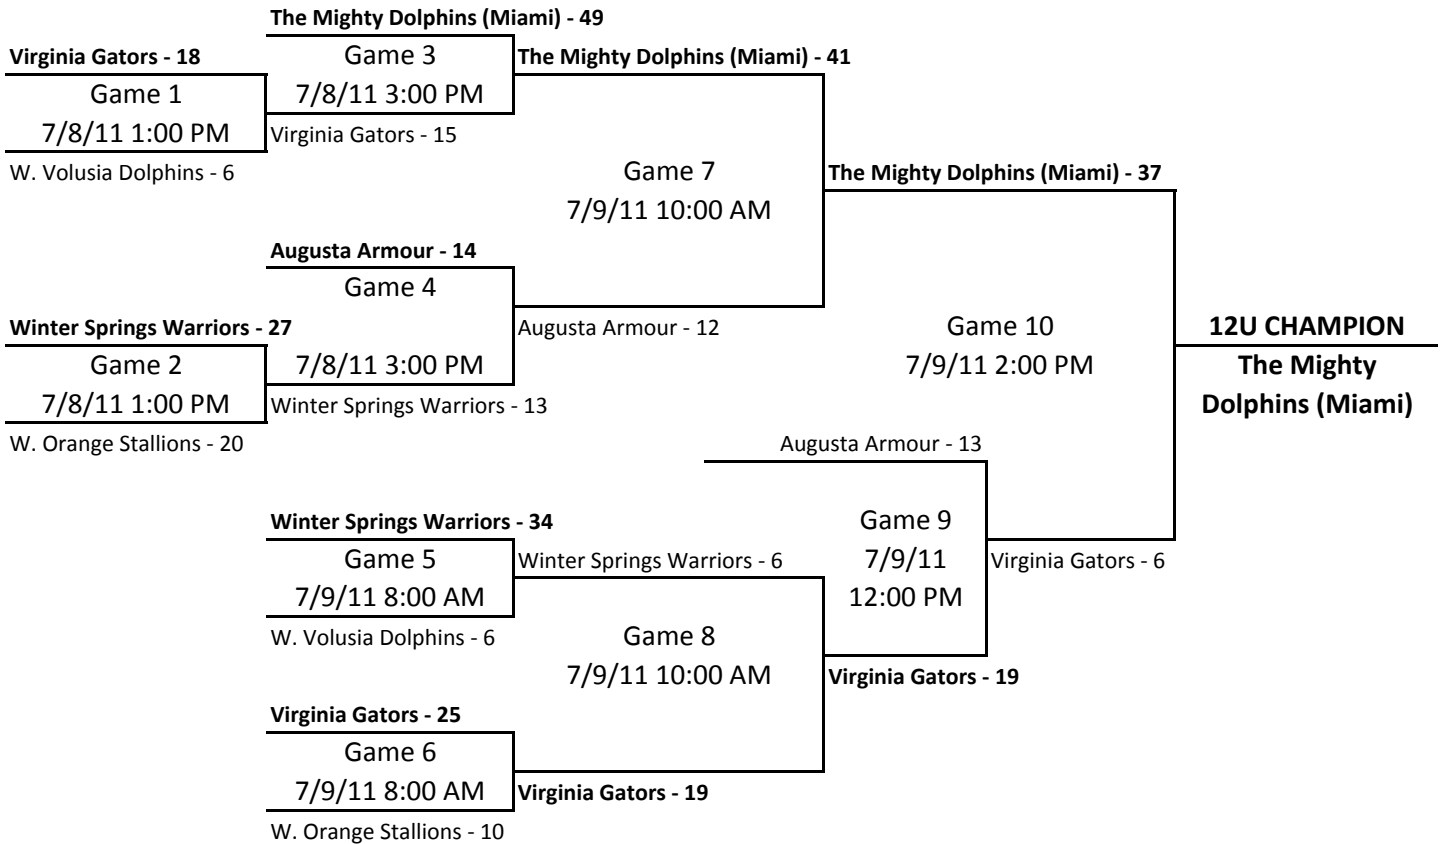 The Mighty Dolphins (Miami) - 49
Virginia Gators - 18
Game 3
The Mighty Dolphins (Miami) - 41
Game 1
7/8/11 3:00 PM
7/8/11 1:00 PM
Virginia Gators - 15
W. Volusia Dolphins - 6
Game 7
The Mighty Dolphins (Miami) - 37
7/9/11 10:00 AM
Augusta Armour - 14
Game 4
Winter Springs Warriors - 27
Augusta Armour - 12
Game 10
12U CHAMPION
Game 2
7/8/11 3:00 PM
7/9/11 2:00 PM
The Mighty
7/8/11 1:00 PM
Winter Springs Warriors - 13
Dolphins (Miami)
W. Orange Stallions - 20
Augusta Armour - 13
Winter Springs Warriors - 34
Game 9
Game 5
Winter Springs Warriors - 6
7/9/11
Virginia Gators - 6
7/9/11 8:00 AM
12:00 PM
W. Volusia Dolphins - 6
Game 8
7/9/11 10:00 AM
Virginia Gators - 19
Virginia Gators - 25
Game 6
7/9/11 8:00 AM
Virginia Gators - 19
W. Orange Stallions - 10